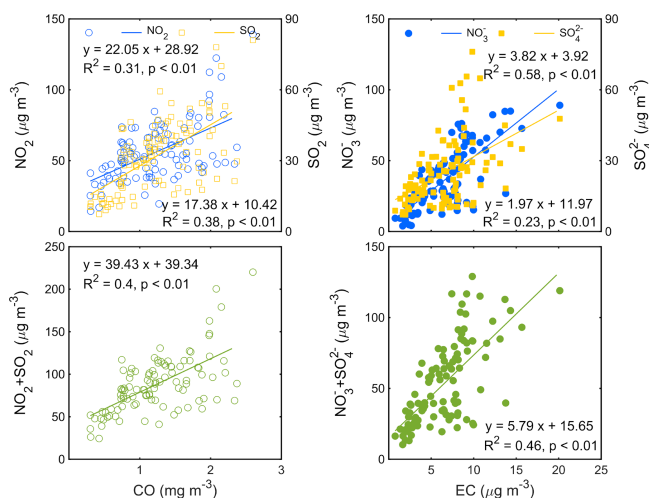 150
100
50
0
NO₂ (μg m⁻³)
NO₂ SO₂
y = 22.05 x + 28.92
R² = 0.31, p < 0.01
y = 17.38 x + 10.42
R² = 0.38, p < 0.01
90
60
30
0
SO₂ (μg m⁻³)
150
100
50
0
NO₃⁻ (μg m⁻³)
NO₃⁻ SO₄²⁻
y = 3.82 x + 3.92
R² = 0.58, p < 0.01
y = 1.97 x + 11.97
R² = 0.23, p < 0.01
90
60
30
0
SO₄²⁻ (μg m⁻³)
250
200
150
100
50
0
NO₂+SO₂ (μg m⁻³)
y = 39.43 x + 39.34
R² = 0.4, p < 0.01
1 2 3
CO (mg m⁻³)
150
100
50
0
NO₃⁻+SO₄²⁻ (μg m⁻³)
y = 5.79 x + 15.65
R² = 0.46, p < 0.01
5 10 15 20 25
EC (μg m⁻³)